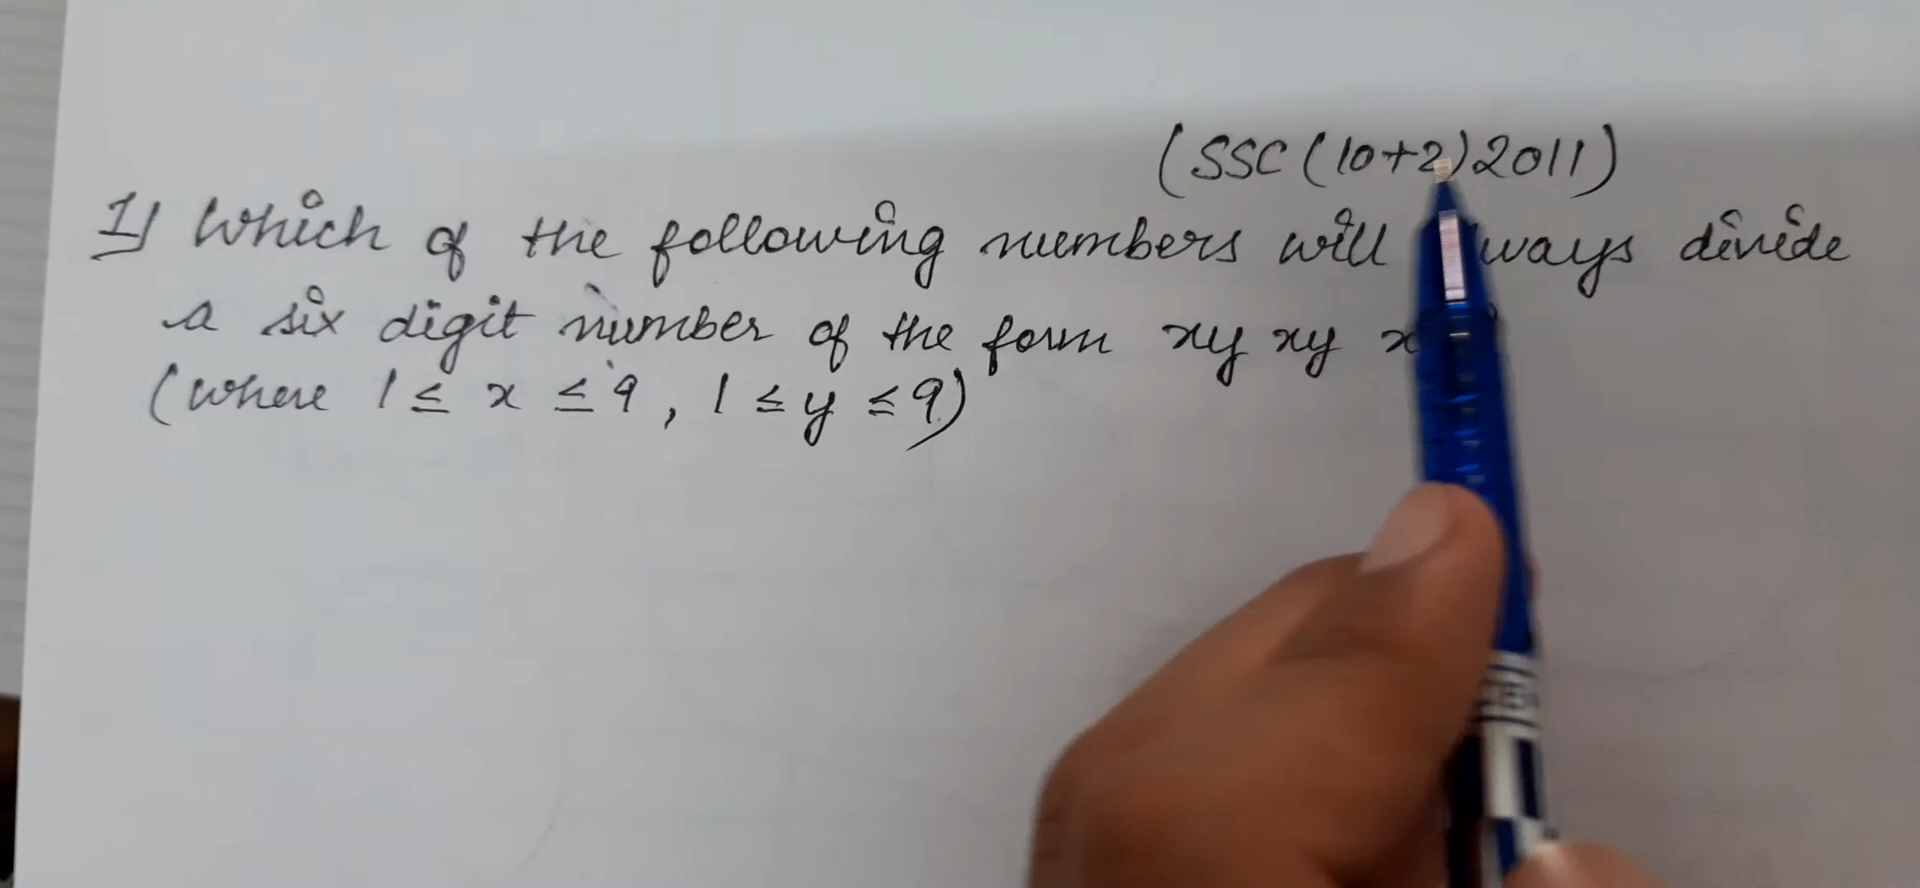 (SSC (10+2) 2011)
1) Which of the following numbers will divide
a six digit number of the form xy xy x
(where 1 ≤ x ≤ 9, 1 ≤ y ≤ 9)